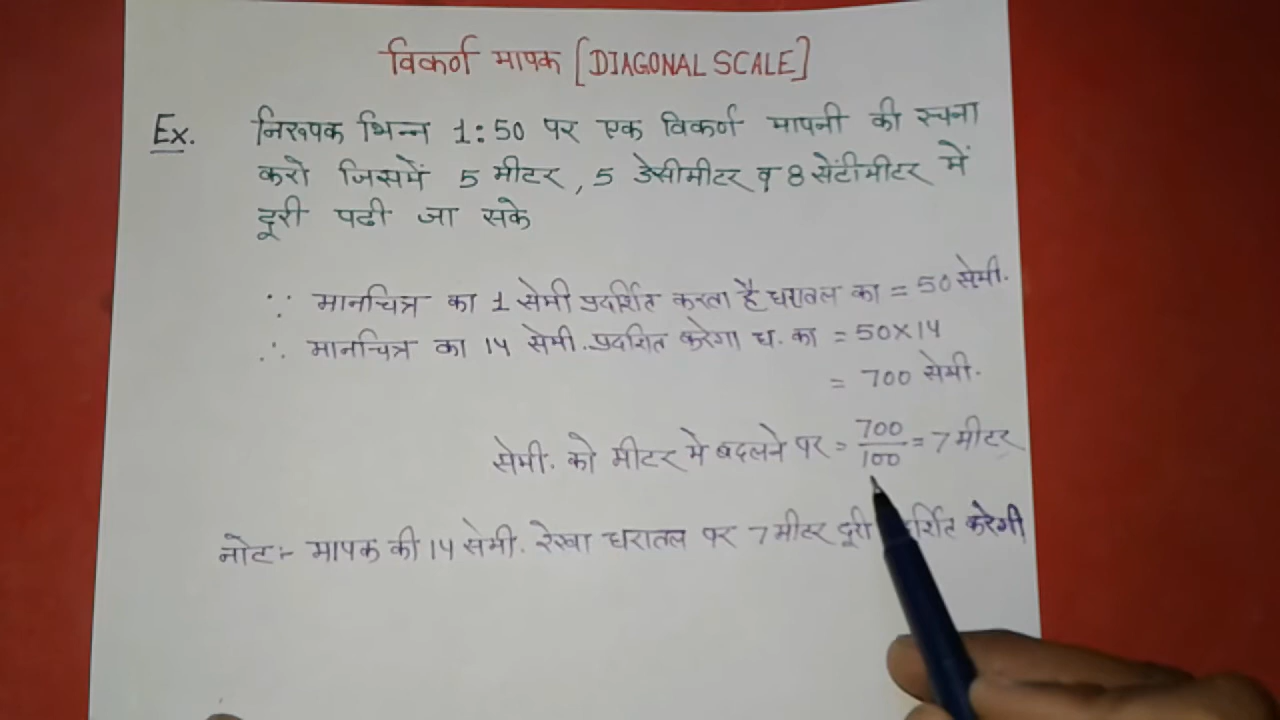 विकर्ण मापक [DIAGONAL SCALE]
Ex. निरूपक भिन्न 1:50 पर एक विकर्ण मापनी की रचना
करो जिसमें 5 मीटर, 5 डेसीमीटर व 8 सेंटीमीटर में
दूरी पढी जा सके
∵ मानचित्र का 1 सेमी प्रदर्शित करता है धरातल का = 50 सेमी.
∴ मानचित्र का 14 सेमी. प्रदर्शित करेगा ध. का = 50×14
= 700 सेमी.
सेमी. को मीटर मे बदलने पर = 700/100 = 7 मीटर
नोट:- मापक की 14 सेमी. रेखा धरातल पर 7 मीटर दूरी करेगी